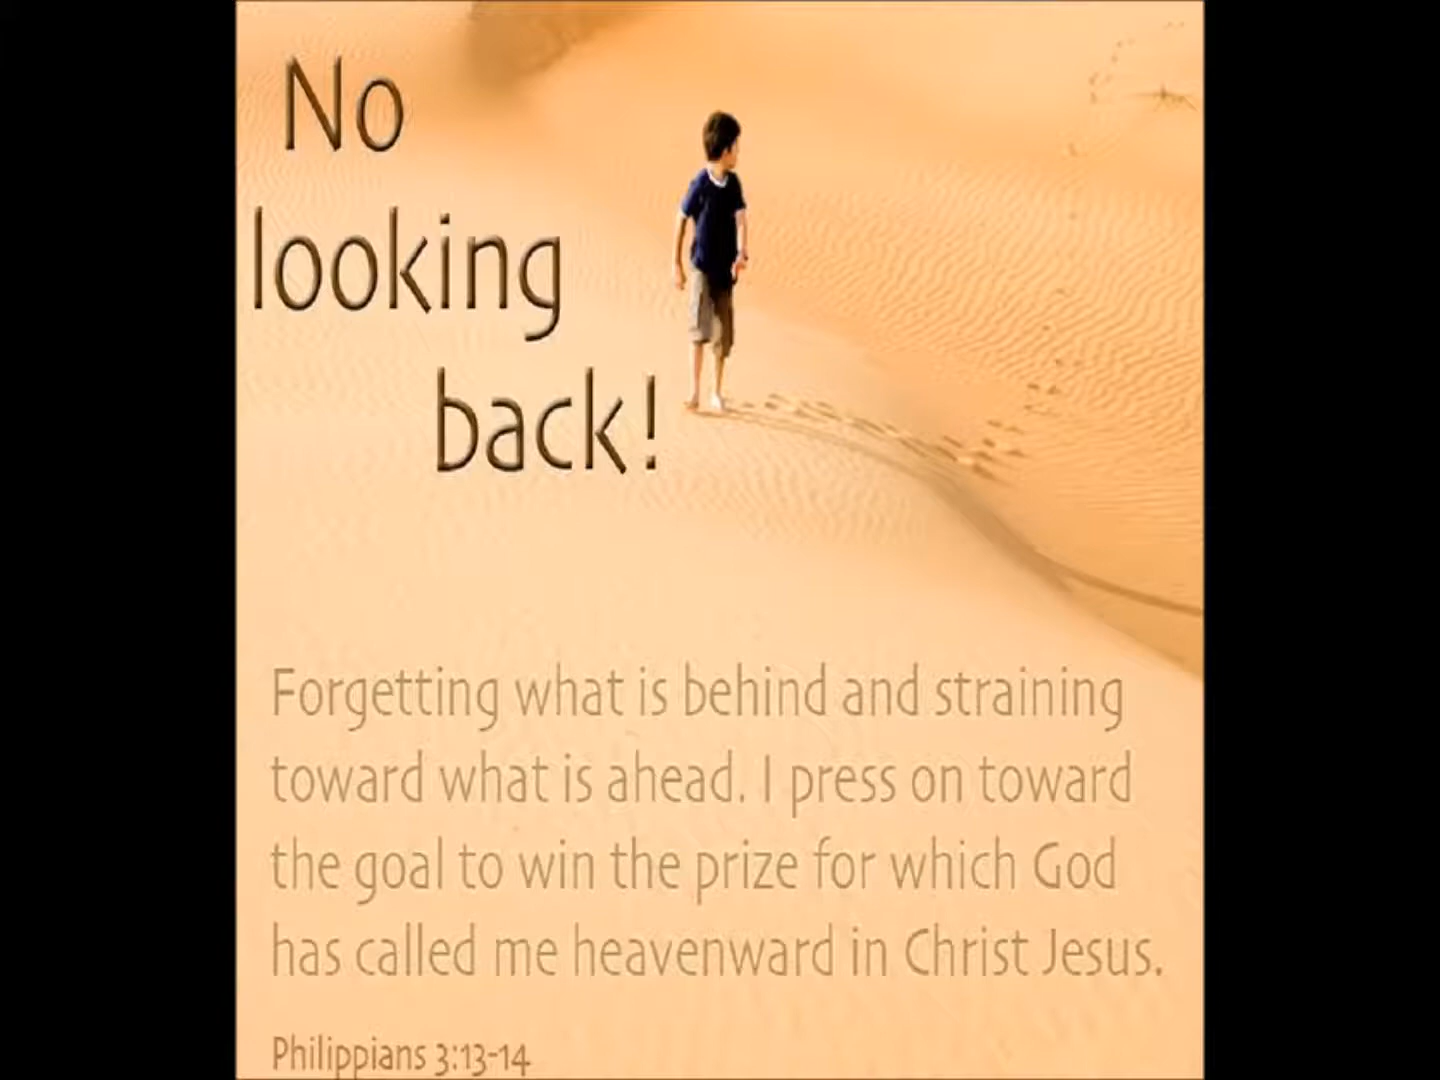 No
looking
back!
Forgetting what is behind and straining
toward what is ahead. I press on toward
the goal to win the prize for which God
has called me heavenward in Christ Jesus.
Philippians 3:13-14